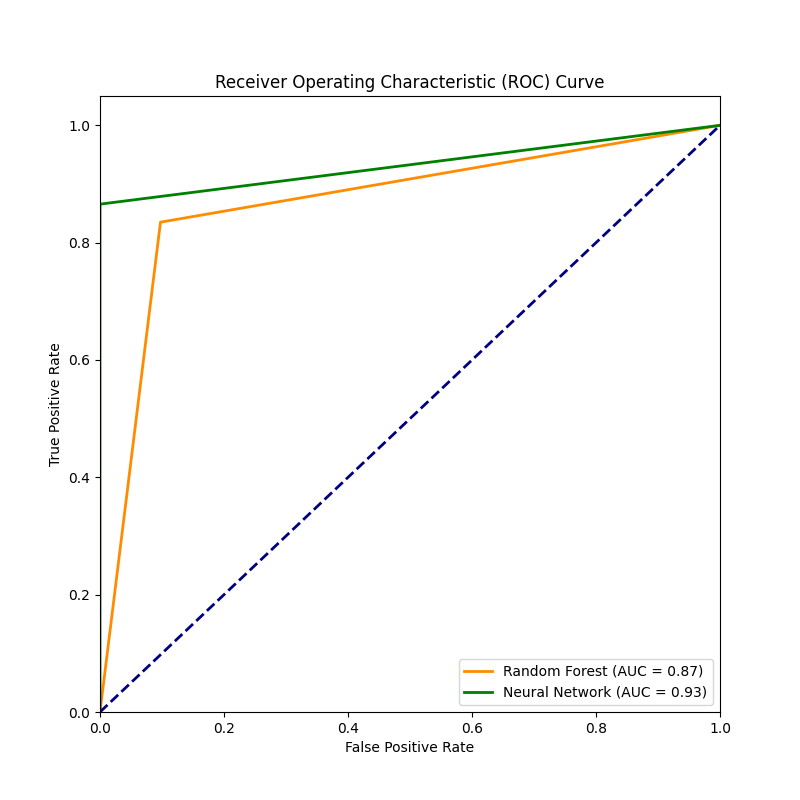 Receiver Operating Characteristic (ROC) Curve
True Positive Rate
1.0
0.8
0.6
0.4
0.2
0.0
0.0 0.2 0.4 0.6 0.8 1.0
False Positive Rate
Random Forest (AUC = 0.87)
Neural Network (AUC = 0.93)